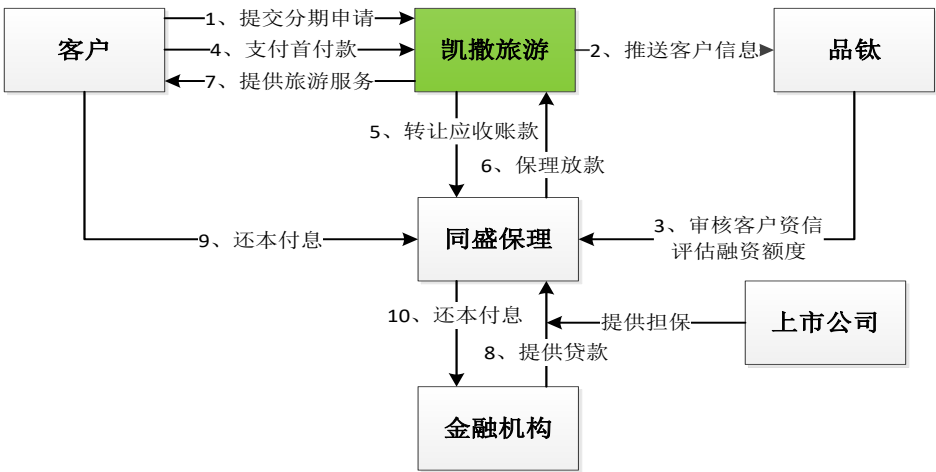 1、提交分期申请
客户
4、支付首付款
凯撒旅游
2、推送客户信息
品钛
7、提供旅游服务
5、转让应收账款
6、保理放款
9、还本付息
同盛保理
3、审核客户资信
评估融资额度
10、还本付息
提供担保
上市公司
8、提供贷款
金融机构